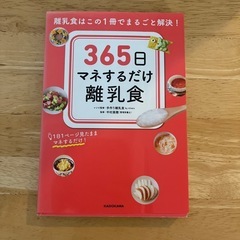 離乳食はこの1冊でまるごと解決！
365日
マネするだけ
離乳食
1日1ページ見たまま
マネするだけ！
KADOKAWA